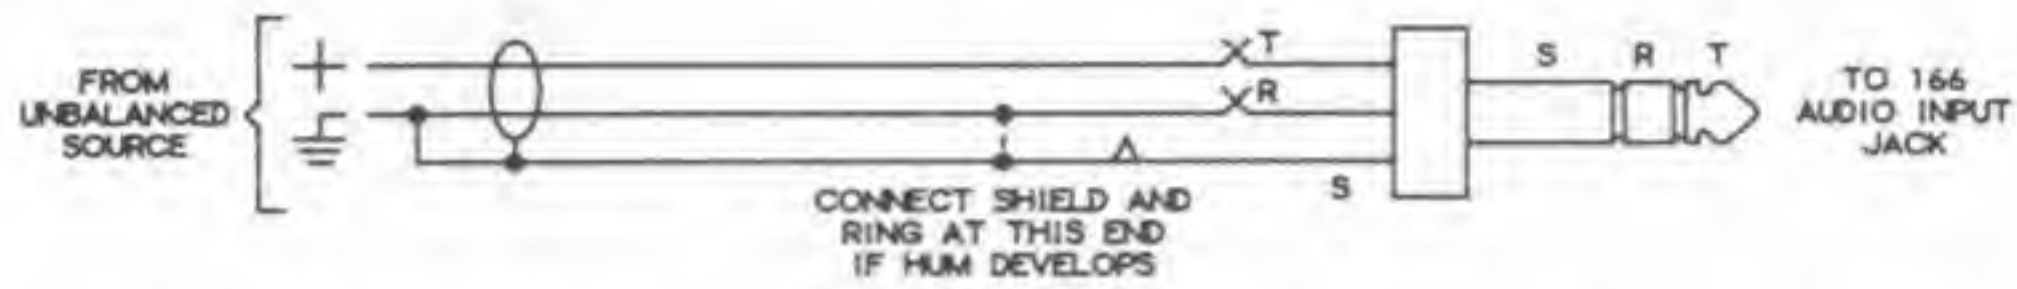 FROM
UNBALANCED
SOURCE
+
T
R
S
CONNECT SHIELD AND
RING AT THIS END
IF HUM DEVELOPS
S R T
TO 166
AUDIO INPUT
JACK